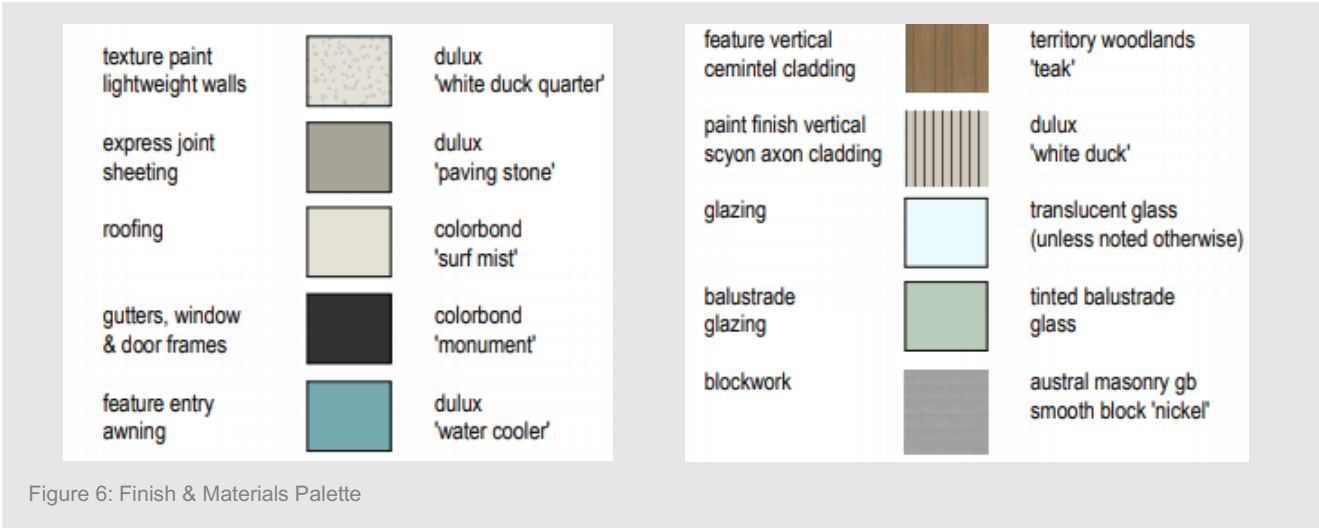 texture paint
lightweight walls
dulux
'white duck quarter'
express joint
sheeting
dulux
'paving stone'
roofing
colorbond
'surf mist'
gutters, window
& door frames
colorbond
'monument'
feature entry
awning
dulux
'water cooler'
feature vertical
cemintel cladding
territory woodlands
'teak'
paint finish vertical
scyon axon cladding
dulux
'white duck'
glazing
translucent glass
(unless noted otherwise)
balustrade
glazing
tinted balustrade
glass
blockwork
austral masonry gb
smooth block 'nickel'
Figure 6: Finish & Materials Palette